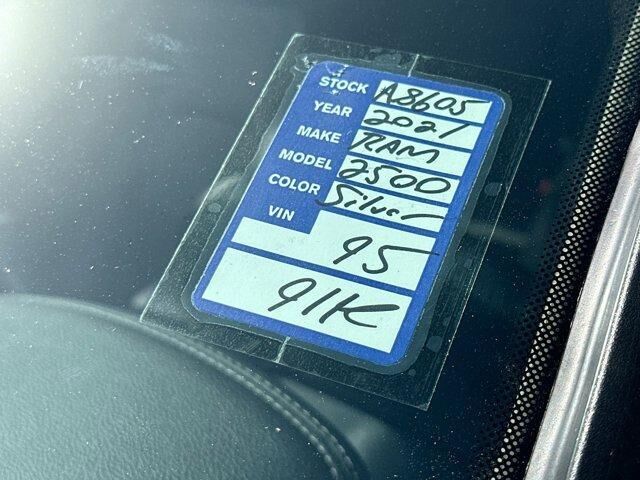 STOCK A8605
YEAR 2021
MAKE RAM
MODEL 2500
COLOR Silver
VIN 95
91K